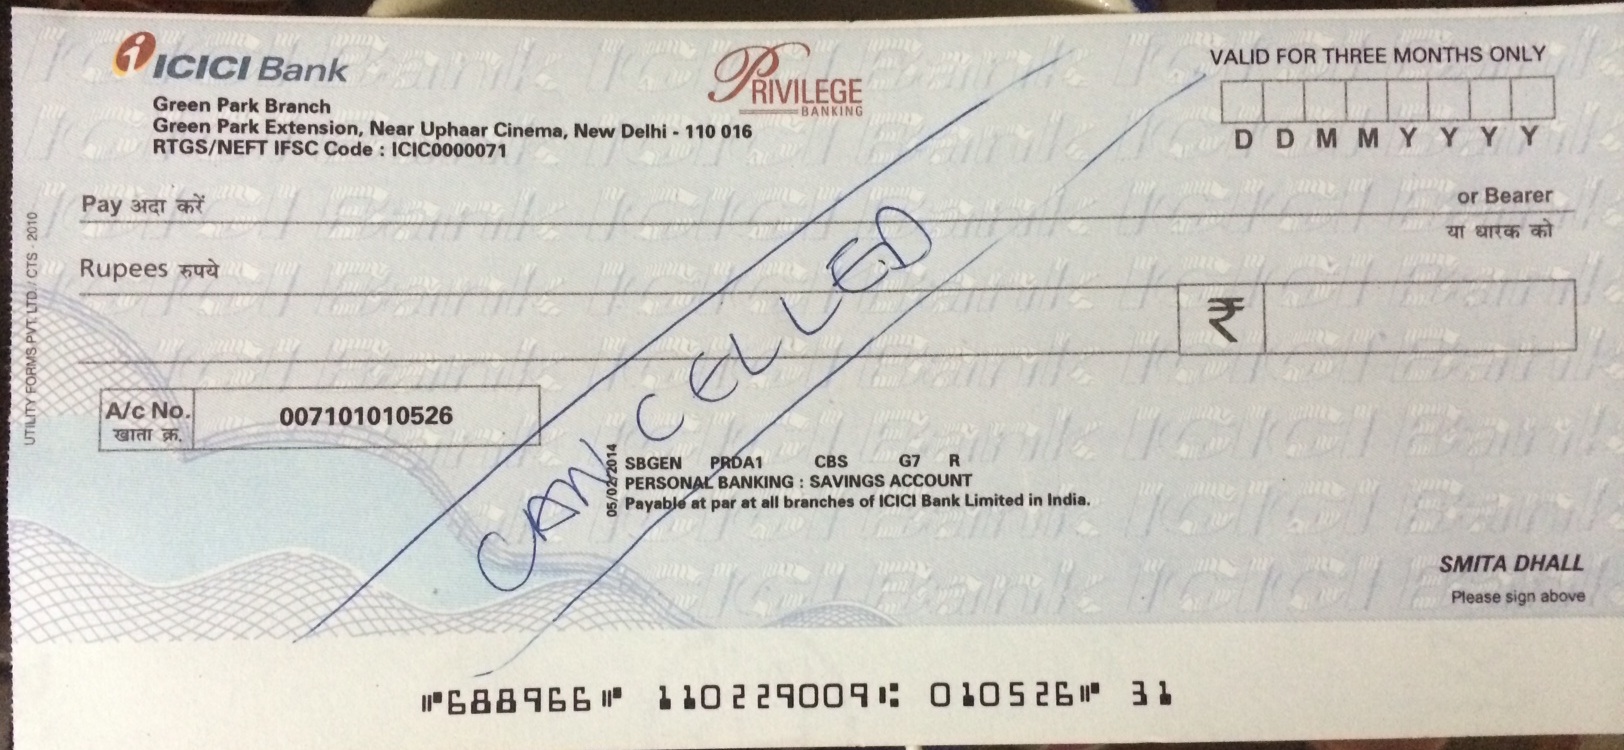 ICICI Bank
PRIVILEGE
BANKING
VALID FOR THREE MONTHS ONLY
D D M M Y Y Y Y
Green Park Branch
Green Park Extension, Near Uphaar Cinema, New Delhi - 110 016
RTGS/NEFT IFSC Code : ICIC0000071
Pay अदा करें
or Bearer
या धारक को
Rupees रुपये
₹
A/c No.
खाता क्र.
007101010526
CANCELLED
05/02/2014
SBGEN PRDA1 CBS G7 R
PERSONAL BANKING : SAVINGS ACCOUNT
Payable at par at all branches of ICICI Bank Limited in India.
SMITA DHALL
Please sign above
UTILITY FORMS PVT. LTD / CTS - 2010
⑈688966⑈ 110229009⑆ 010526⑈ 31